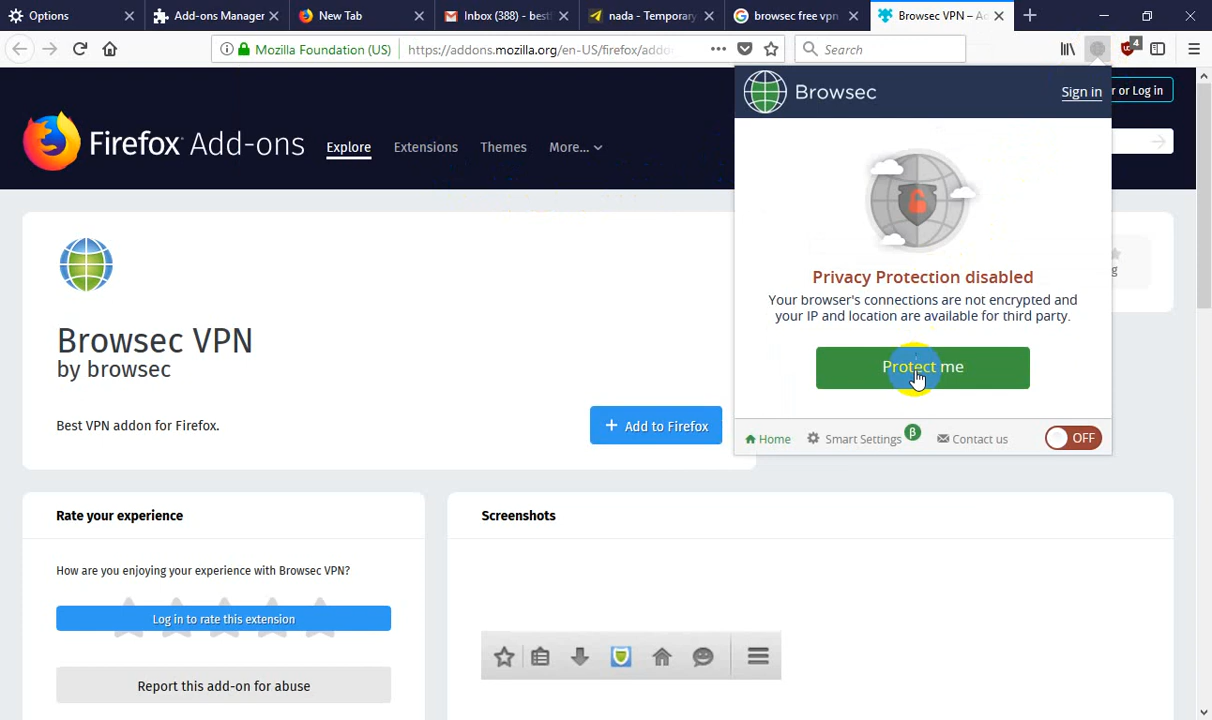 Options
Add-ons Manager
New Tab
Inbox (388) - best
nada - Temporary
browsec free vpn
Browsec VPN – Ad
Mozilla Foundation (US)
https://addons.mozilla.org/en-US/firefox/addo
Search
4
Firefox Add-ons
Explore
Extensions
Themes
More...
r or Log in
Browsec
Sign in
Privacy Protection disabled
Your browser's connections are not encrypted and
your IP and location are available for third party.
Protect me
Home
Smart Settings
β
Contact us
OFF
Browsec VPN
by browsec
Best VPN addon for Firefox.
+ Add to Firefox
g
Rate your experience
How are you enjoying your experience with Browsec VPN?
Log in to rate this extension
Report this add-on for abuse
Screenshots